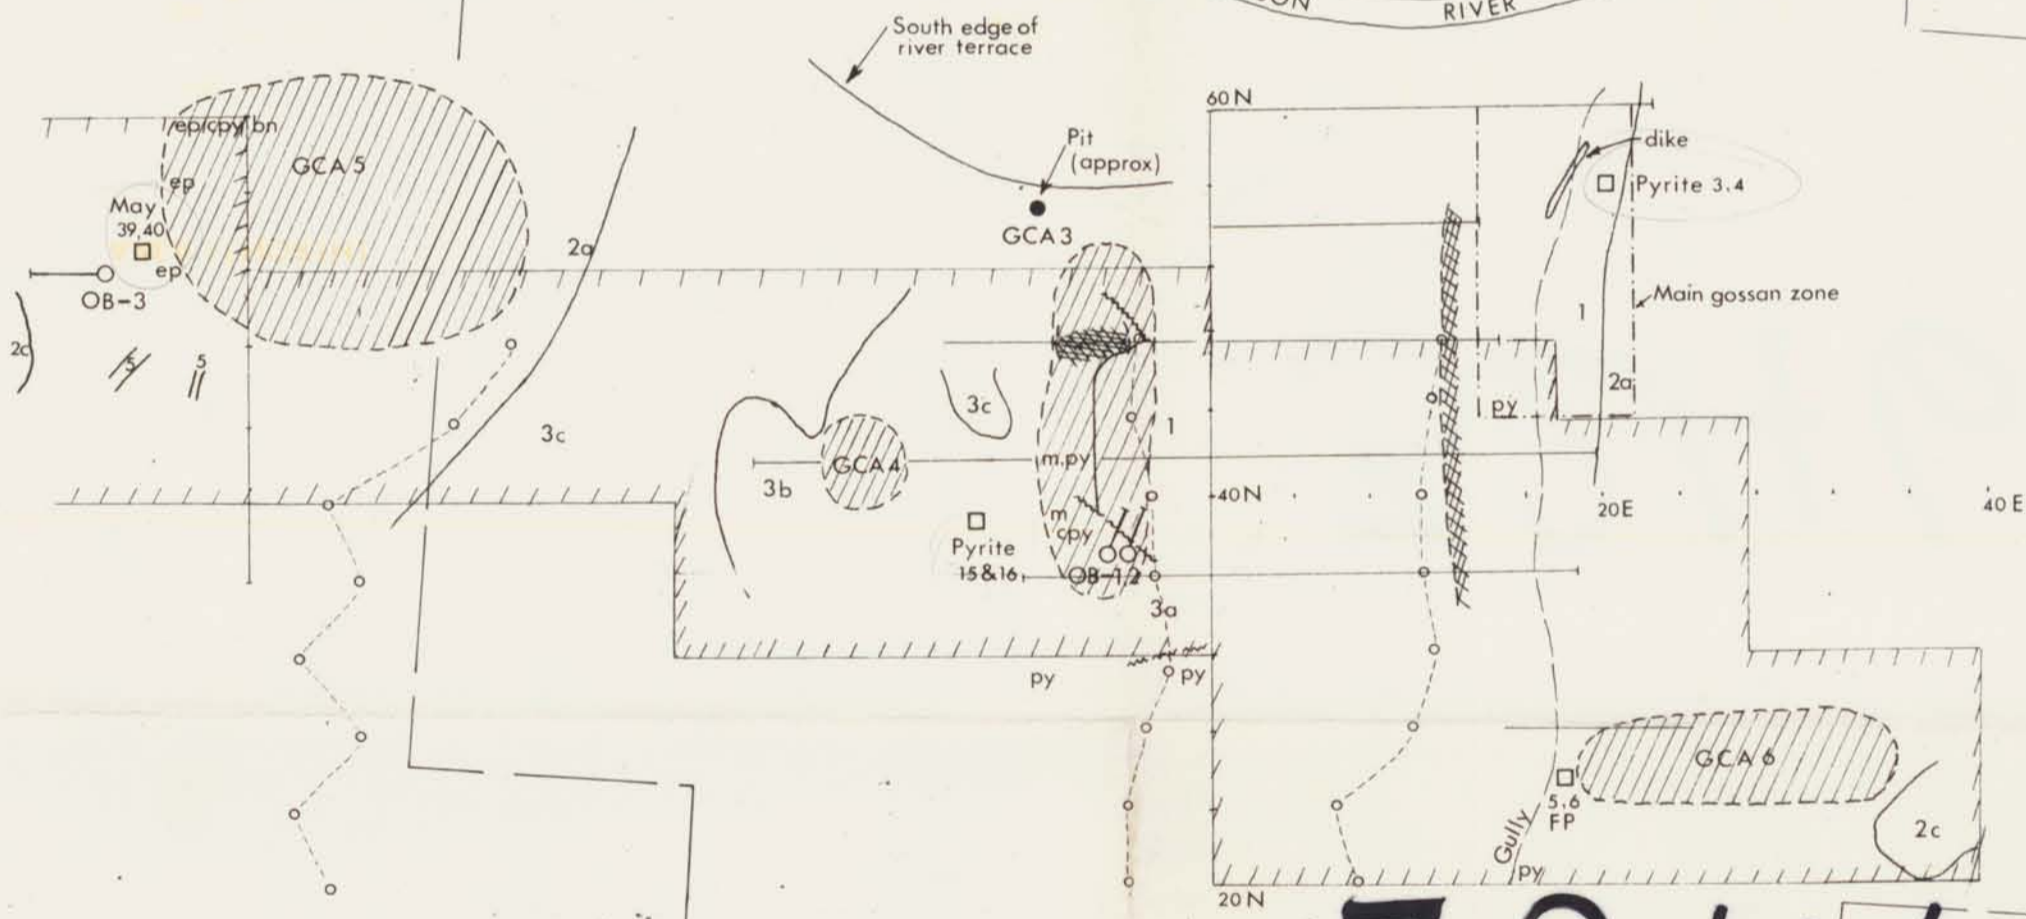 RIVER
South edge of
river terrace
60 N
ep/cpy bn
GCA 5
Pit
(approx)
dike
ep
Pyrite 3.4
May
39,40
GCA 3
2a
ep
OB-3
Main gossan zone
1
2c
5
5
2a
3c
py
3c
1
GCA 4
m.py
3b
40 N
20E
40 E
m
cpy
Pyrite
15 & 16
OB-1,2
3a
py
py
GCA 6
5,6
FP
Gully
2c
py
20 N